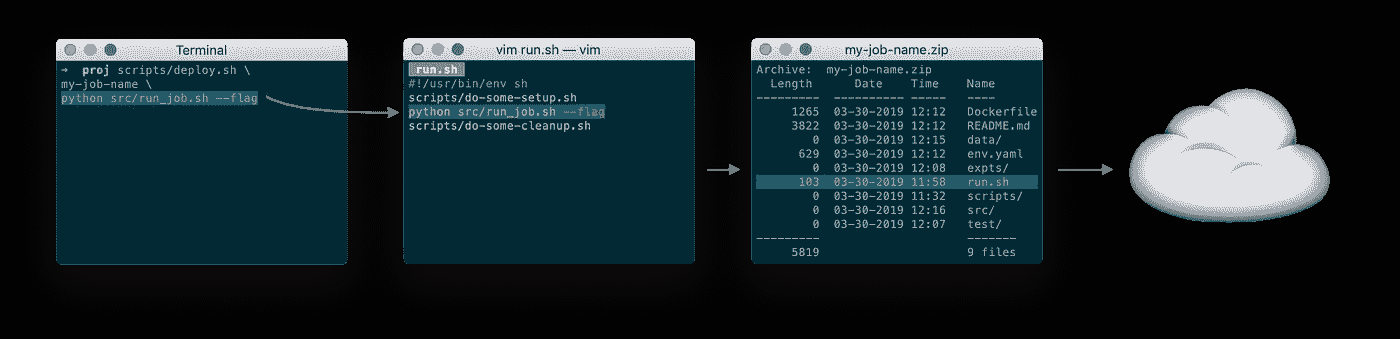 Terminal
→ proj scripts/deploy.sh \
my-job-name \
python src/run_job.sh --flag
vim run.sh — vim
run.sh
#!/usr/bin/env sh
scripts/do-some-setup.sh
python src/run_job.sh --flag
scripts/do-some-cleanup.sh
my-job-name.zip
Archive:  my-job-name.zip
  Length      Date    Time    Name
---------  ---------- -----   ----
     1265  03-30-2019 12:12   Dockerfile
     3822  03-30-2019 12:12   README.md
        0  03-30-2019 12:15   data/
      629  03-30-2019 12:12   env.yaml
        0  03-30-2019 12:08   expts/
      103  03-30-2019 11:58   run.sh
        0  03-30-2019 11:32   scripts/
        0  03-30-2019 12:16   src/
        0  03-30-2019 12:07   test/
---------                     -------
     5819                     9 files